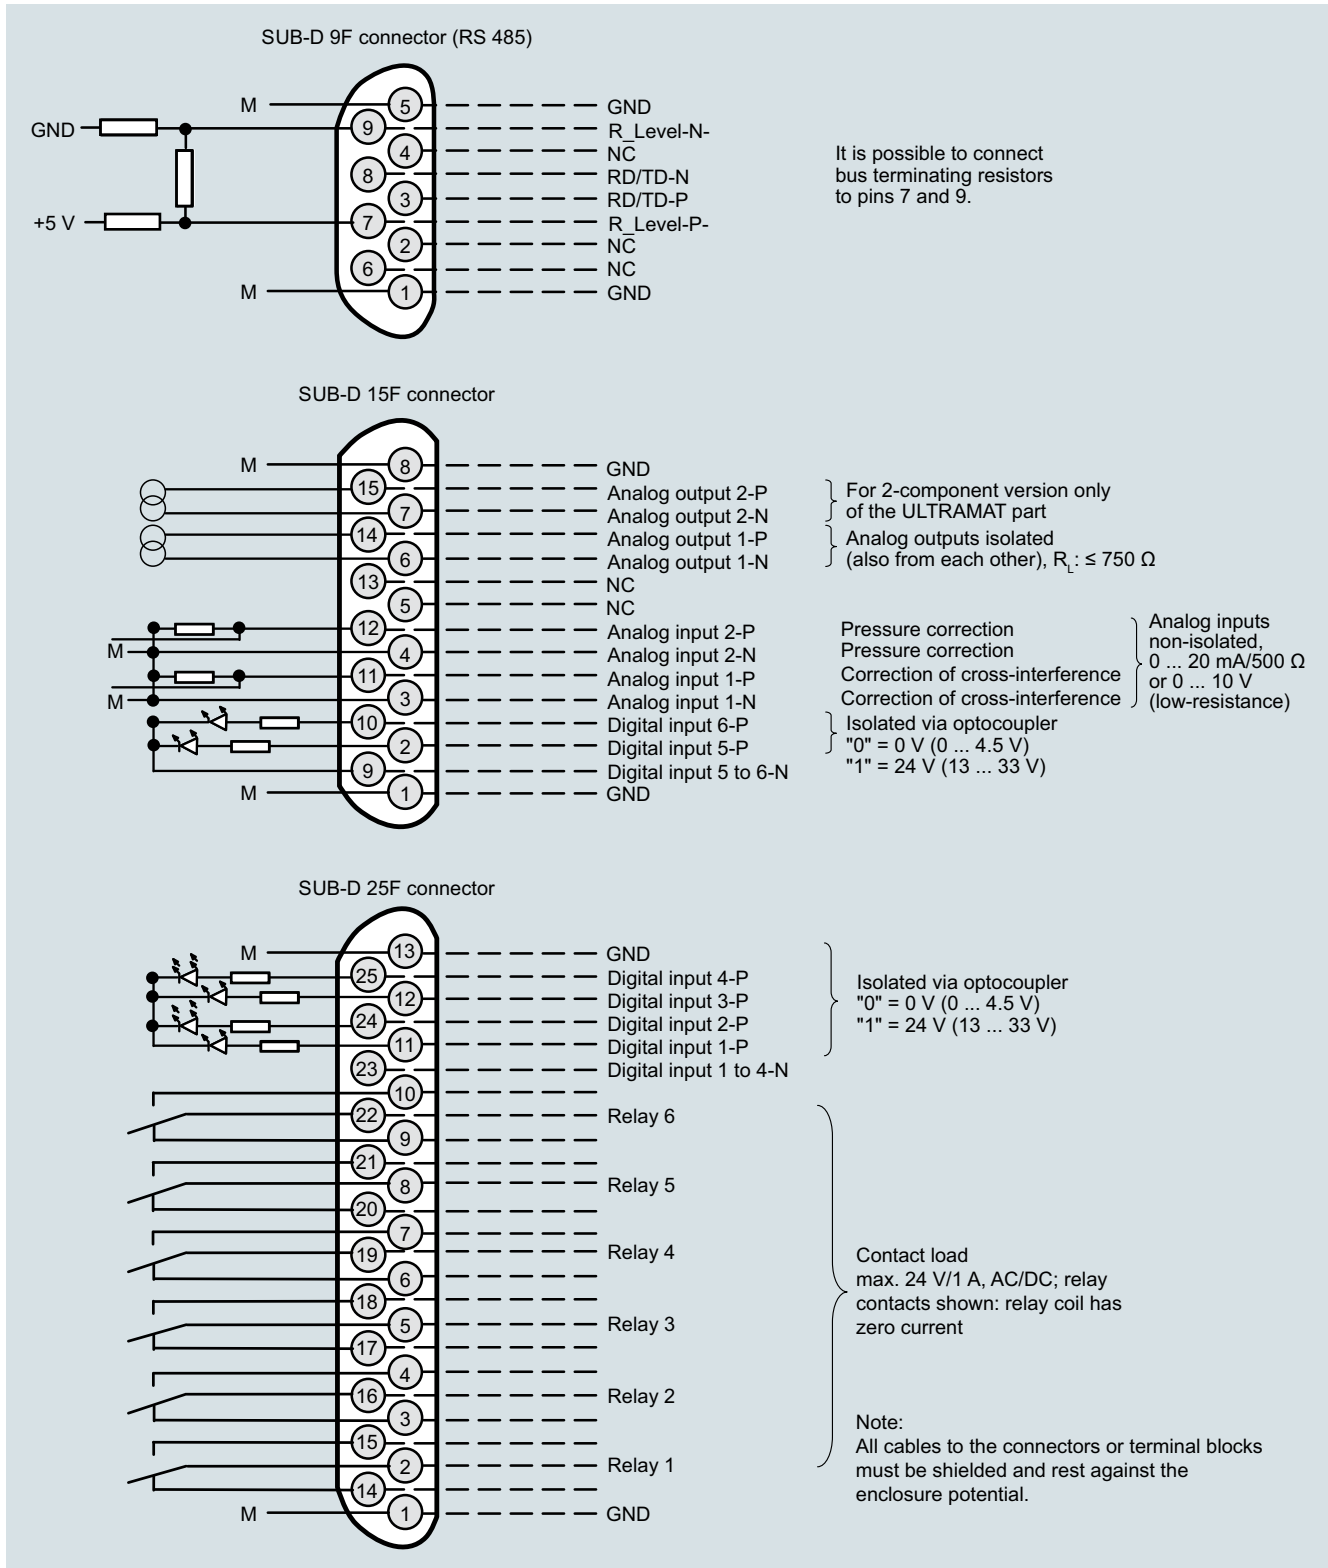 SUB-D 9F connector (RS 485)
M 5 GND
GND 9 R_Level-N-
4 NC
8 RD/TD-N
3 RD/TD-P
+5 V 7 R_Level-P-
2 NC
6 NC
M 1 GND
It is possible to connect
bus terminating resistors
to pins 7 and 9.
SUB-D 15F connector
M 8 GND
15 Analog output 2-P
7 Analog output 2-N
14 Analog output 1-P
6 Analog output 1-N
13 NC
5 NC
12 Analog input 2-P
M 4 Analog input 2-N
11 Analog input 1-P
M 3 Analog input 1-N
10 Digital input 6-P
2 Digital input 5-P
9 Digital input 5 to 6-N
M 1 GND
For 2-component version only
of the ULTRAMAT part
Analog outputs isolated
(also from each other), R_L: ≤ 750 Ω
Pressure correction
Pressure correction
Correction of cross-interference
Correction of cross-interference
Analog inputs
non-isolated,
0 ... 20 mA/500 Ω
or 0 ... 10 V
(low-resistance)
Isolated via optocoupler
"0" = 0 V (0 ... 4.5 V)
"1" = 24 V (13 ... 33 V)
SUB-D 25F connector
M 13 GND
25 Digital input 4-P
12 Digital input 3-P
24 Digital input 2-P
11 Digital input 1-P
23 Digital input 1 to 4-N
10
22 Relay 6
9
21
8 Relay 5
20
7
19 Relay 4
6
18
5 Relay 3
17
4
16 Relay 2
3
15
2 Relay 1
14
M 1 GND
Isolated via optocoupler
"0" = 0 V (0 ... 4.5 V)
"1" = 24 V (13 ... 33 V)
Contact load
max. 24 V/1 A, AC/DC; relay
contacts shown: relay coil has
zero current
Note:
All cables to the connectors or terminal blocks
must be shielded and rest against the
enclosure potential.